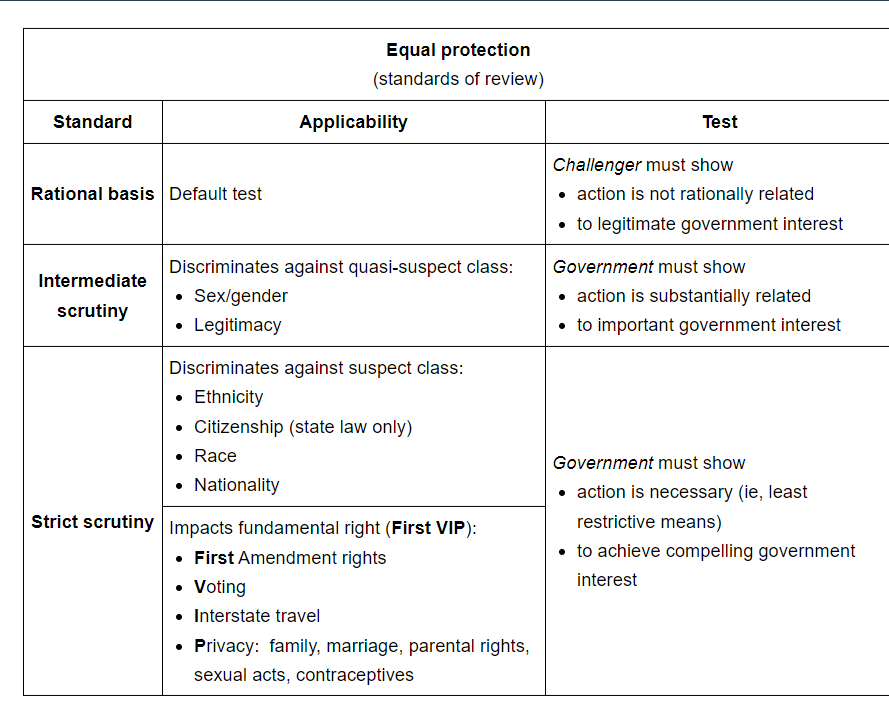 Equal protection
(standards of review)
Standard
Applicability
Test
Rational basis
Default test
Challenger must show
• action is not rationally related
• to legitimate government interest
Intermediate
scrutiny
Discriminates against quasi-suspect class:
• Sex/gender
• Legitimacy
Government must show
• action is substantially related
• to important government interest
Strict scrutiny
Discriminates against suspect class:
• Ethnicity
• Citizenship (state law only)
• Race
• Nationality
Impacts fundamental right (First VIP):
• First Amendment rights
• Voting
• Interstate travel
• Privacy:  family, marriage, parental rights,
sexual acts, contraceptives
Government must show
• action is necessary (ie, least
restrictive means)
• to achieve compelling government
interest